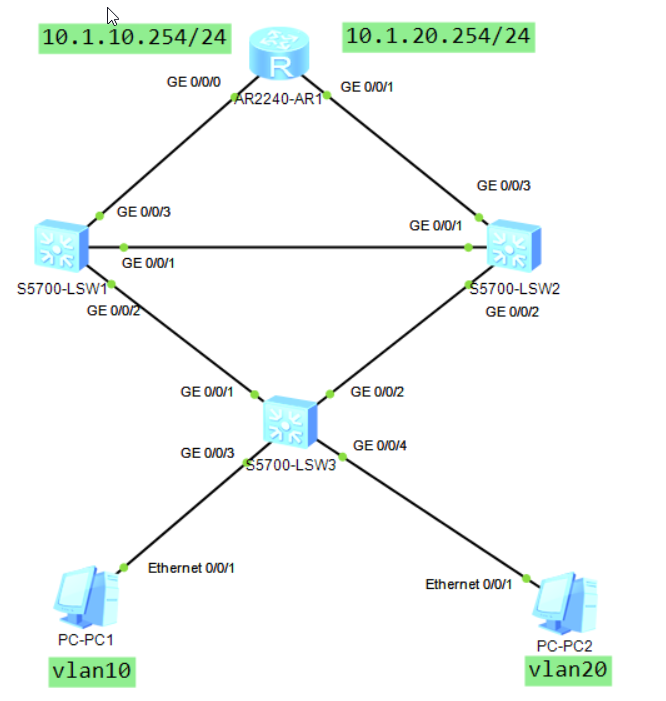 10.1.10.254/24
10.1.20.254/24
R
GE 0/0/0
GE 0/0/1
AR2240-AR1
GE 0/0/3
GE 0/0/3
GE 0/0/1
GE 0/0/1
S5700-LSW1
S5700-LSW2
GE 0/0/2
GE 0/0/2
GE 0/0/1
GE 0/0/2
GE 0/0/3
GE 0/0/4
S5700-LSW3
Ethernet 0/0/1
Ethernet 0/0/1
PC-PC1
PC-PC2
vlan10
vlan20